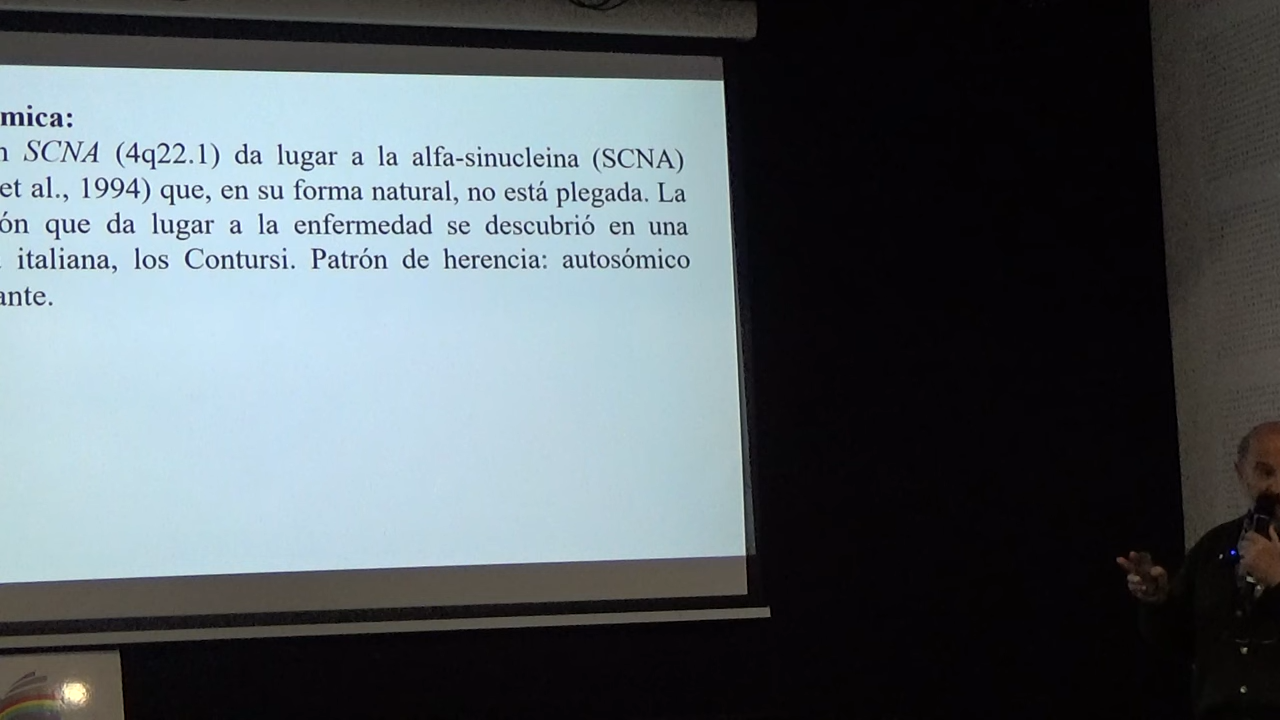 mica:
n SCNA (4q22.1) da lugar a la alfa-sinucleina (SCNA)
et al., 1994) que, en su forma natural, no está plegada. La
ón que da lugar a la enfermedad se descubrió en una
italiana, los Contursi. Patrón de herencia: autosómico
ante.